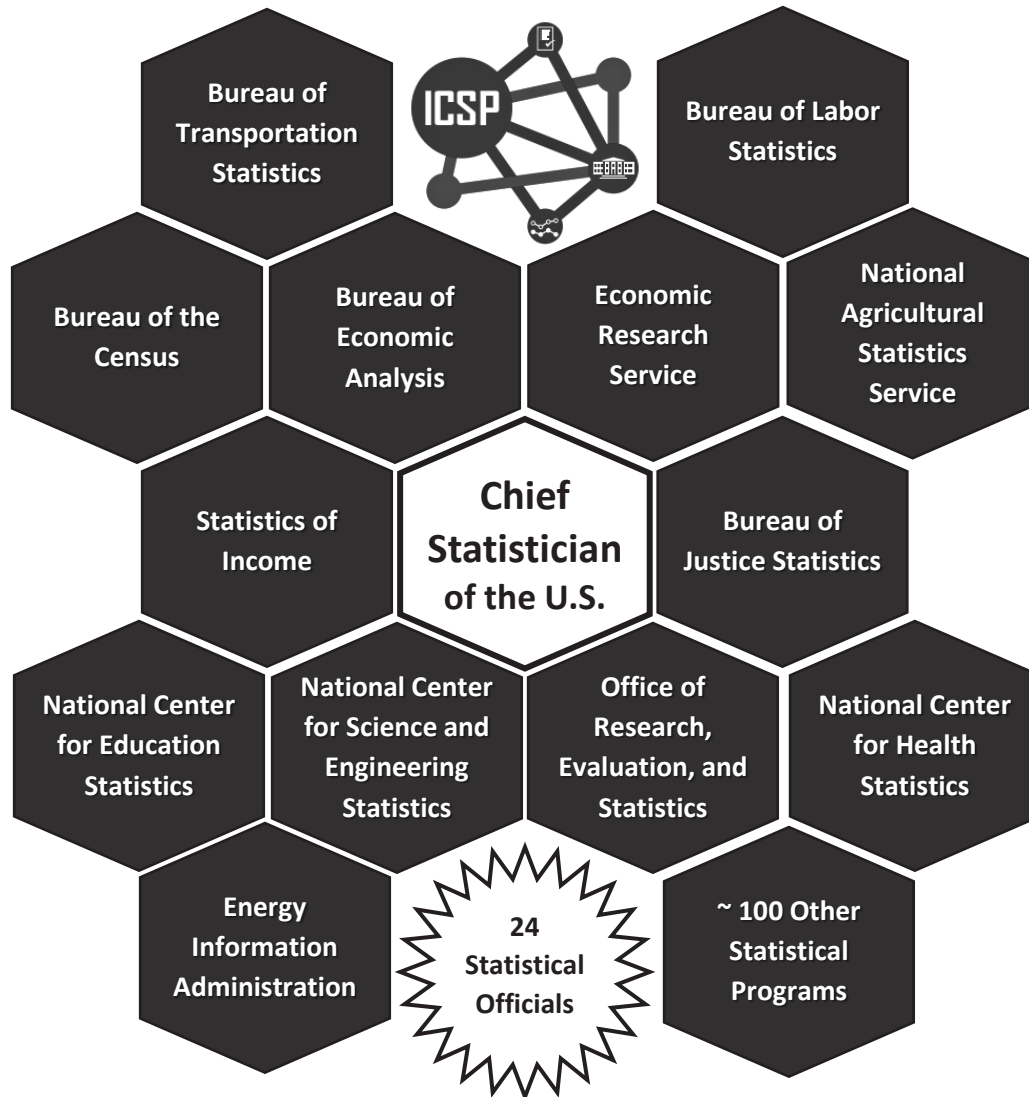 Bureau of
Transportation
Statistics
ICSP
Bureau of Labor
Statistics
Bureau of the
Census
Bureau of
Economic
Analysis
Economic
Research
Service
National
Agricultural
Statistics
Service
Statistics of
Income
Chief
Statistician
of the U.S.
Bureau of
Justice Statistics
National Center
for Education
Statistics
National Center
for Science and
Engineering
Statistics
Office of
Research,
Evaluation, and
Statistics
National Center
for Health
Statistics
Energy
Information
Administration
24
Statistical
Officials
~ 100 Other
Statistical
Programs